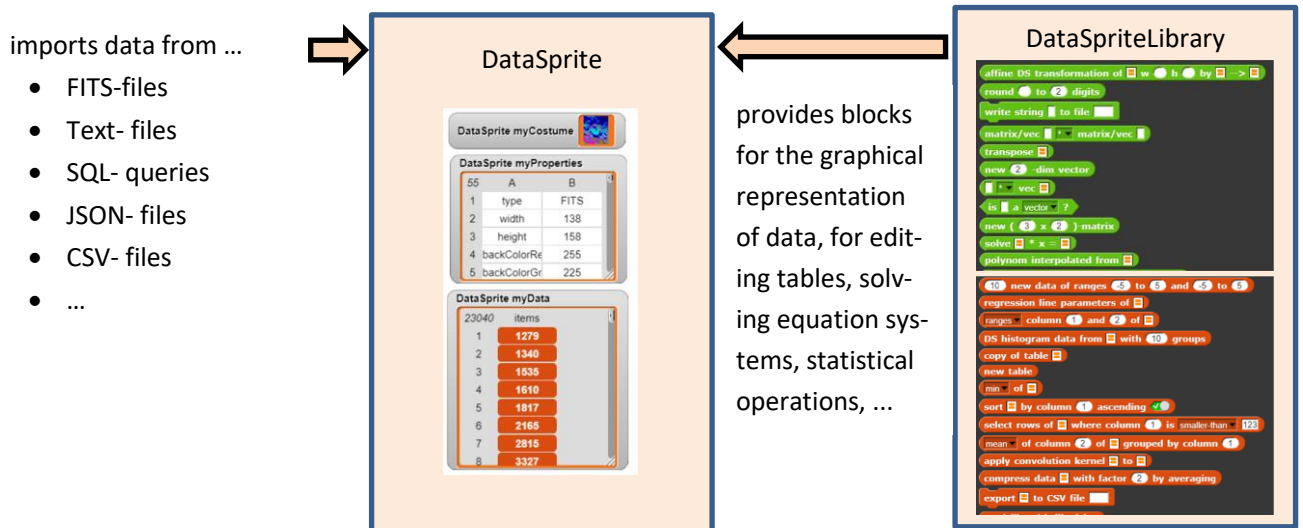 imports data from …
• FITS-files
• Text- files
• SQL- queries
• JSON- files
• CSV- files
• …
DataSprite
DataSprite myCostume
DataSprite myProperties
55 A B
1 type FITS
2 width 138
3 height 158
4 backColorRe 255
5 backColorGr 225
DataSprite myData
23040 items
1 1279
2 1340
3 1535
4 1610
5 1817
6 2165
7 2815
8 3327
provides blocks
for the graphical
representation
of data, for edit-
ing tables, solv-
ing equation sys-
tems, statistical
operations, ...
DataSpriteLibrary
affine DS transformation of w h by -->
round to 2 digits
write string to file
matrix/vec * matrix/vec
transpose
new 2 -dim vector
* vec
is a vector ?
new ( 3 x 2 )-matrix
solve * x =
polynom interpolated from
10 new data of ranges -5 to 5 and -5 to 5
regression line parameters of
ranges column 1 and 2 of
DS histogram data from with 10 groups
copy of table
new table
min of
sort by column 1 ascending
select rows of where column 1 is smaller-than 123
mean of column 2 of grouped by column 1
apply convolution kernel to
compress data with factor 2 by averaging
export to CSV file